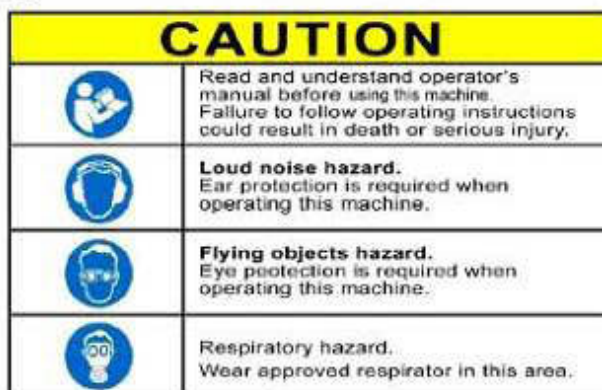 CAUTION
Read and understand operator's
manual before using this machine.
Failure to follow operating instructions
could result in death or serious injury.
Loud noise hazard.
Ear protection is required when
operating this machine.
Flying objects hazard.
Eye peotection is required when
operating this machine.
Respiratory hazard.
Wear approved respirator in this area.